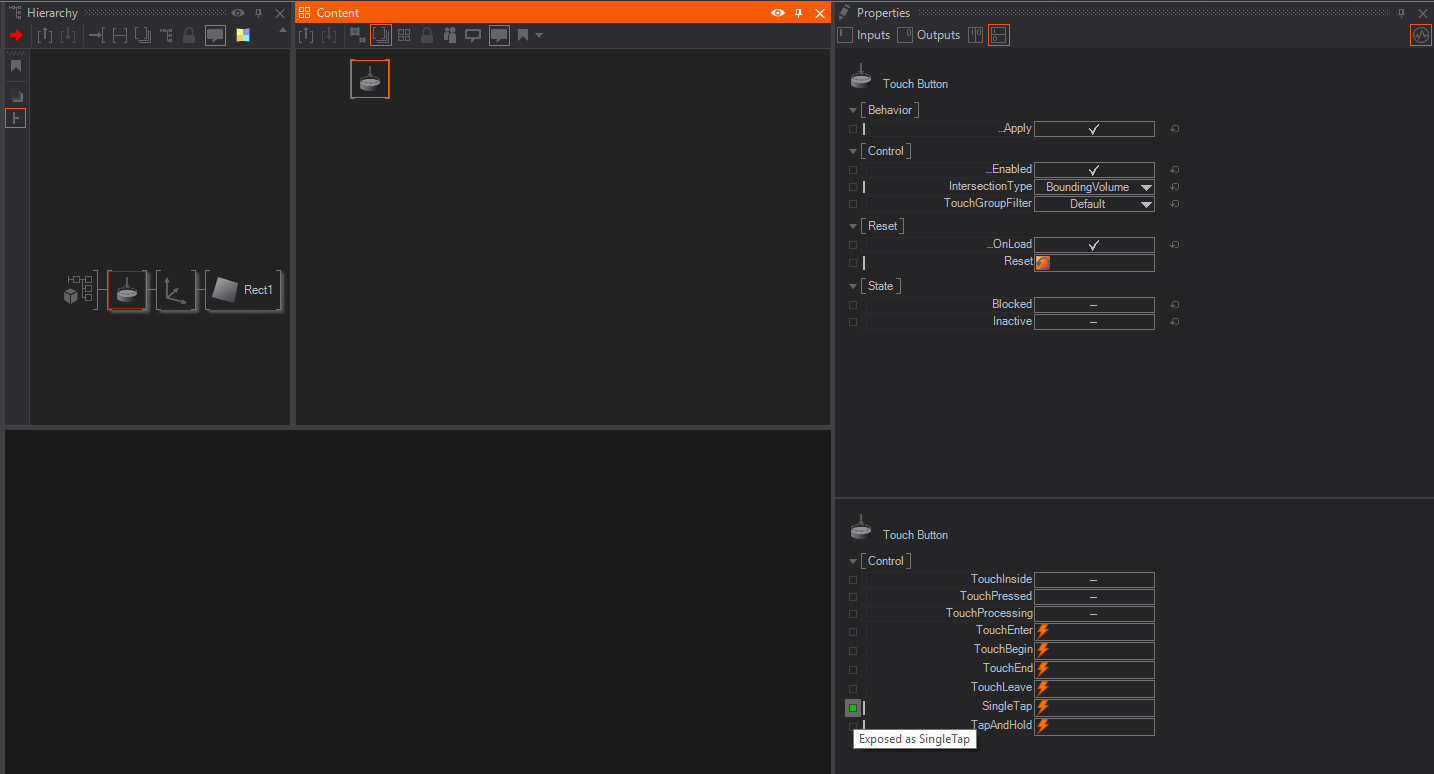 Hierarchy
Content
Properties
Inputs
Outputs
Touch Button
Behavior
...Apply
Control
...Enabled
IntersectionType BoundingVolume
TouchGroupFilter Default
Reset
...OnLoad
Reset
State
Blocked
Inactive
Rect1
Touch Button
Control
TouchInside
TouchPressed
TouchProcessing
TouchEnter
TouchBegin
TouchEnd
TouchLeave
SingleTap
TapAndHold
Exposed as SingleTap